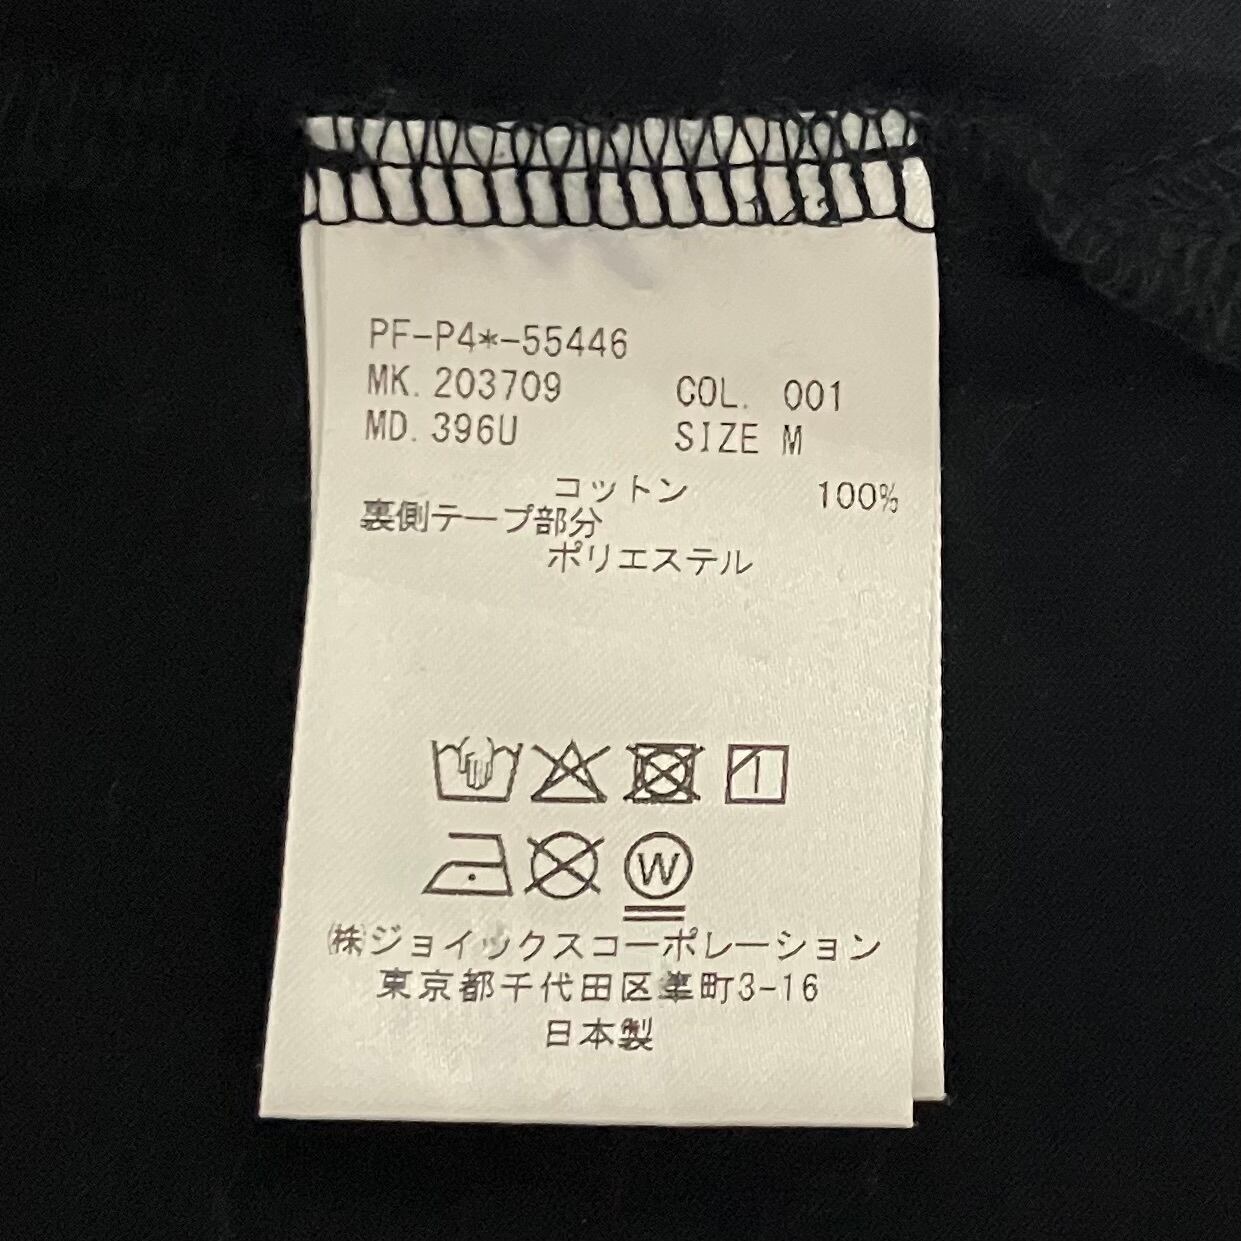 PF-P4*-55446
MK. 203709 COL. 001
MD. 396U SIZE M
コットン 100%
裏側テープ部分
ポリエステル
W
㈱ジョイックスコーポレーション
東京都千代田区隼町3-16
日本製